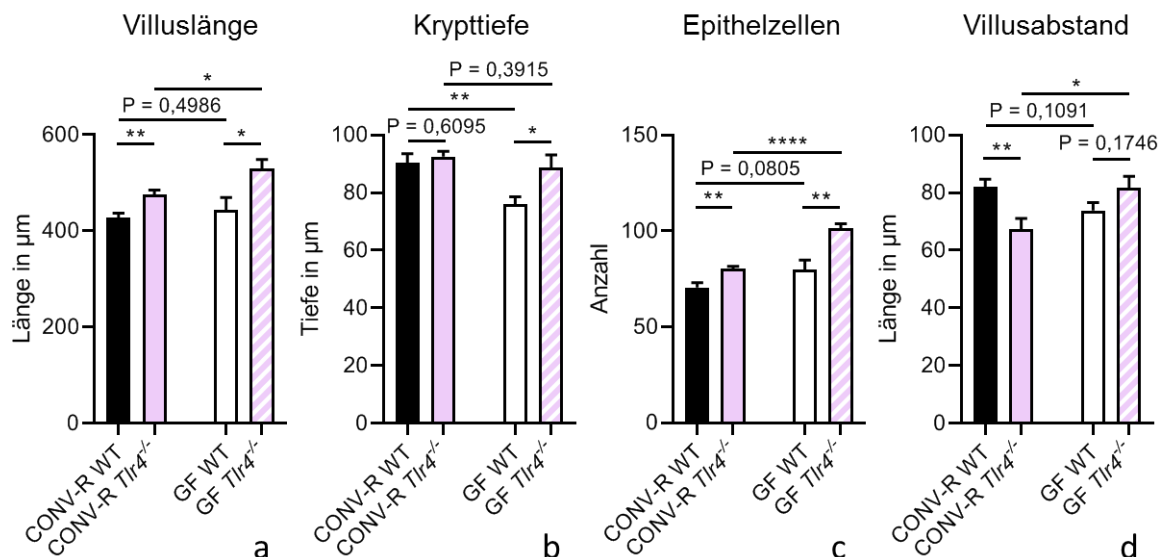 Villuslänge
*
P = 0,4986
**
*
600
400
200
0
Länge in µm
CONV-R WT
CONV-R Tlr4-/-
GF WT
GF Tlr4-/-
a
Krypttiefe
P = 0,3915
**
P = 0,6095
*
100
80
60
40
20
0
Tiefe in µm
CONV-R WT
CONV-R Tlr4-/-
GF WT
GF Tlr4-/-
b
Epithelzellen
****
P = 0,0805
**
**
150
100
50
0
Anzahl
CONV-R WT
CONV-R Tlr4-/-
GF WT
GF Tlr4-/-
c
Villusabstand
*
P = 0,1091
**
P = 0,1746
100
80
60
40
20
0
Länge in µm
CONV-R WT
CONV-R Tlr4-/-
GF WT
GF Tlr4-/-
d